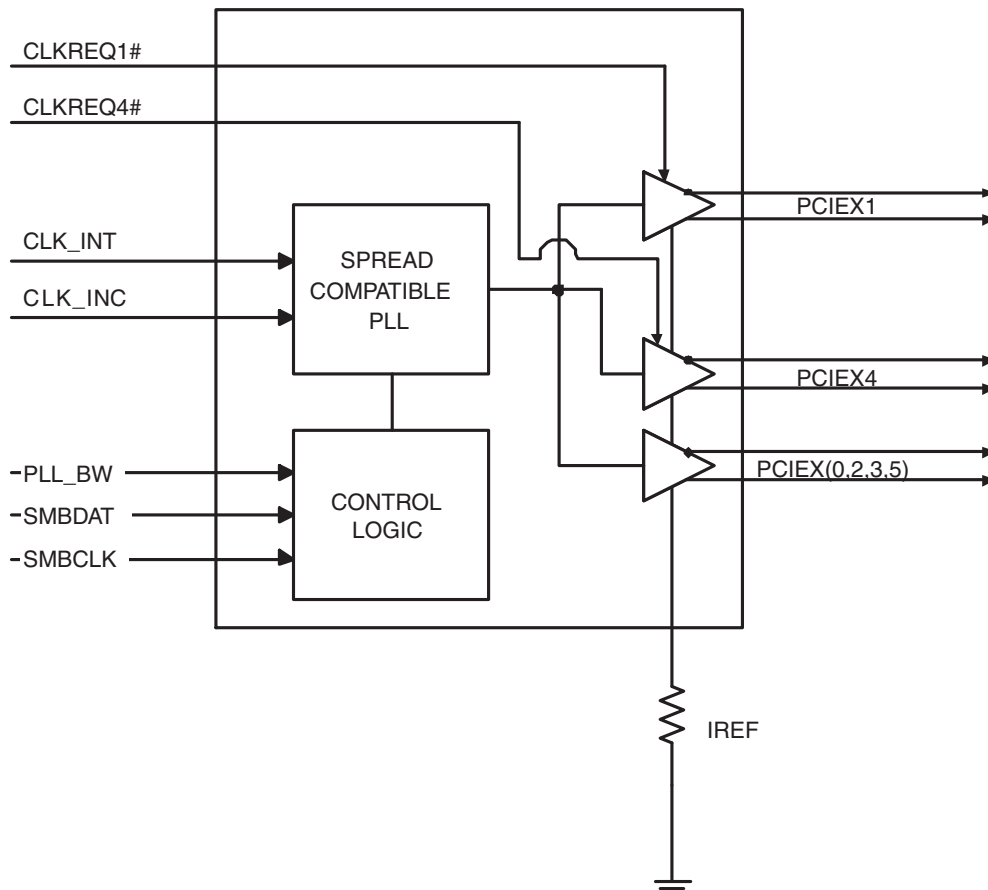 CLKREQ1#
CLKREQ4#
PCIEX1
CLK_INT
SPREAD
COMPATIBLE
PLL
CLK_INC
PCIEX4
PLL_BW
SMBDAT
SMBCLK
CONTROL
LOGIC
PCIEX(0,2,3,5)
IREF